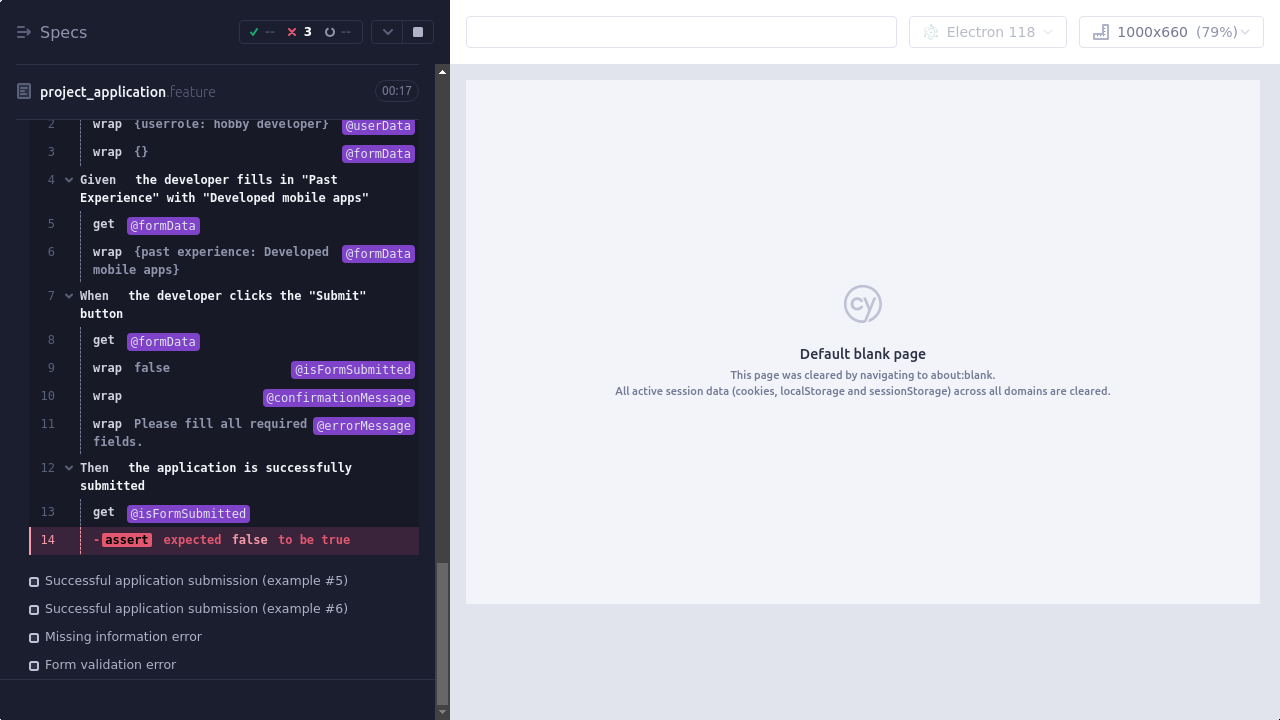 Specs
--
3
--
Electron 118
1000x660 (79%)
project_application.feature
00:17
2 wrap {userrole: hobby developer} @userData
3 wrap {} @formData
4 Given the developer fills in "Past
Experience" with "Developed mobile apps"
5 get @formData
6 wrap {past experience: Developed @formData
mobile apps}
7 When the developer clicks the "Submit"
button
8 get @formData
9 wrap false @isFormSubmitted
10 wrap @confirmationMessage
11 wrap Please fill all required @errorMessage
fields.
12 Then the application is successfully
submitted
13 get @isFormSubmitted
14 -assert expected false to be true
Successful application submission (example #5)
Successful application submission (example #6)
Missing information error
Form validation error
cy
Default blank page
This page was cleared by navigating to about:blank.
All active session data (cookies, localStorage and sessionStorage) across all domains are cleared.